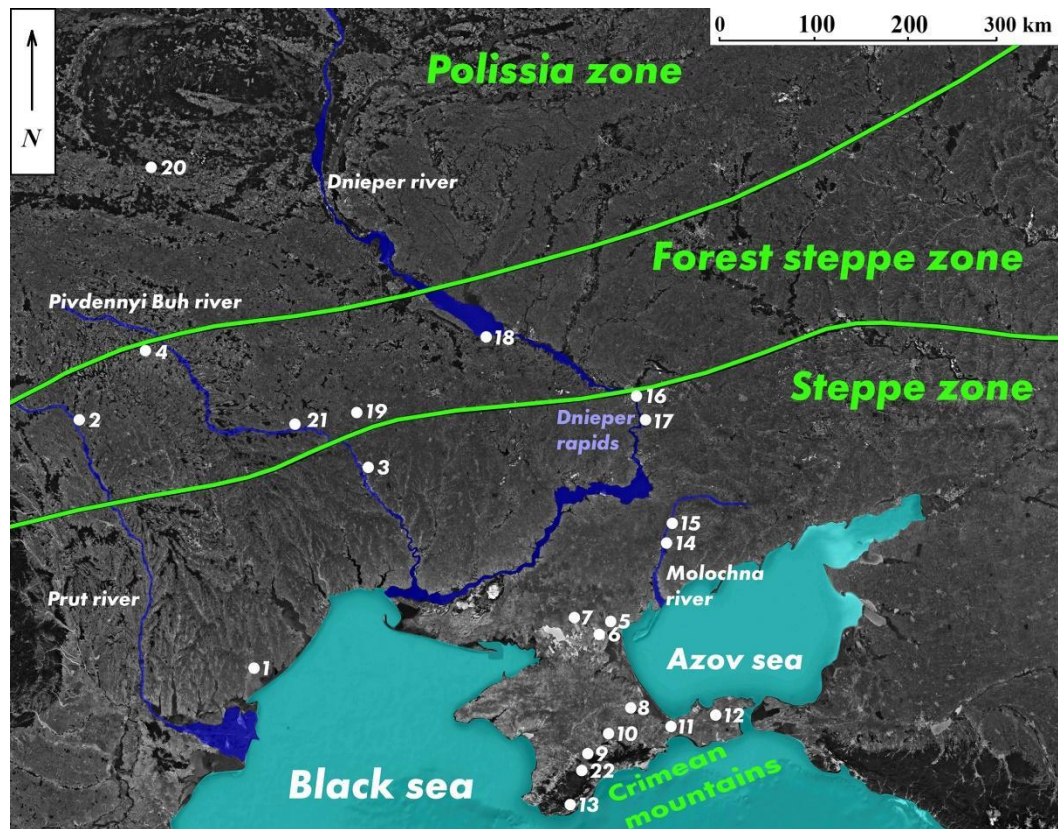 0 100 200 300 km
N
Polissia zone
20
Dnieper river
Forest steppe zone
Pivdennyi Buh river
18
4
Steppe zone
16
19
2
21
Dnieper
rapids
17
3
15
14
Molochna
river
Prut river
7
5
6
Azov sea
1
8
12
11
10
9
22
Black sea
Crimean
mountains
13